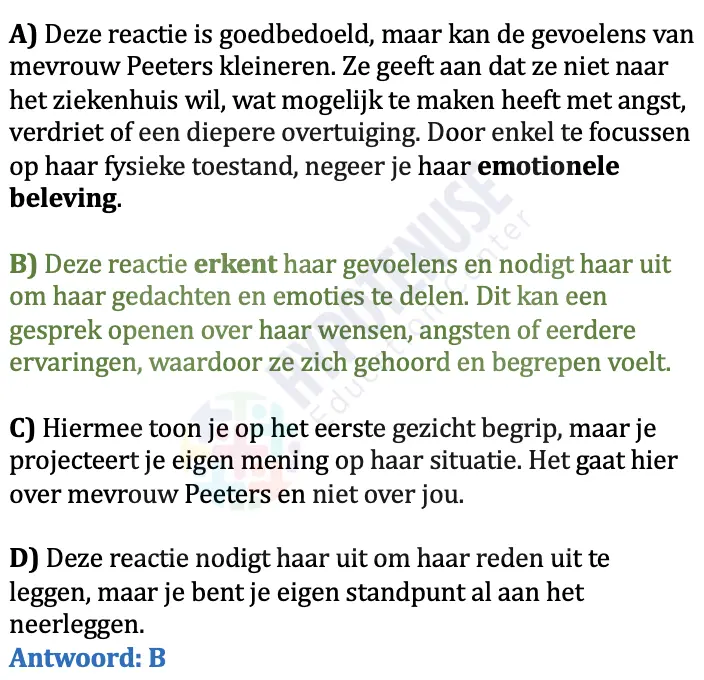 A) Deze reactie is goedbedoeld, maar kan de gevoelens van
mevrouw Peeters kleineren. Ze geeft aan dat ze niet naar
het ziekenhuis wil, wat mogelijk te maken heeft met angst,
verdriet of een diepere overtuiging. Door enkel te focussen
op haar fysieke toestand, negeer je haar emotionele
beleving.
B) Deze reactie erkent haar gevoelens en nodigt haar uit
om haar gedachten en emoties te delen. Dit kan een
gesprek openen over haar wensen, angsten of eerdere
ervaringen, waardoor ze zich gehoord en begrepen voelt.
C) Hiermee toon je op het eerste gezicht begrip, maar je
projecteert je eigen mening op haar situatie. Het gaat hier
over mevrouw Peeters en niet over jou.
D) Deze reactie nodigt haar uit om haar reden uit te
leggen, maar je bent je eigen standpunt al aan het
neerleggen.
Antwoord: B
HYPOTENUSE
Education Center